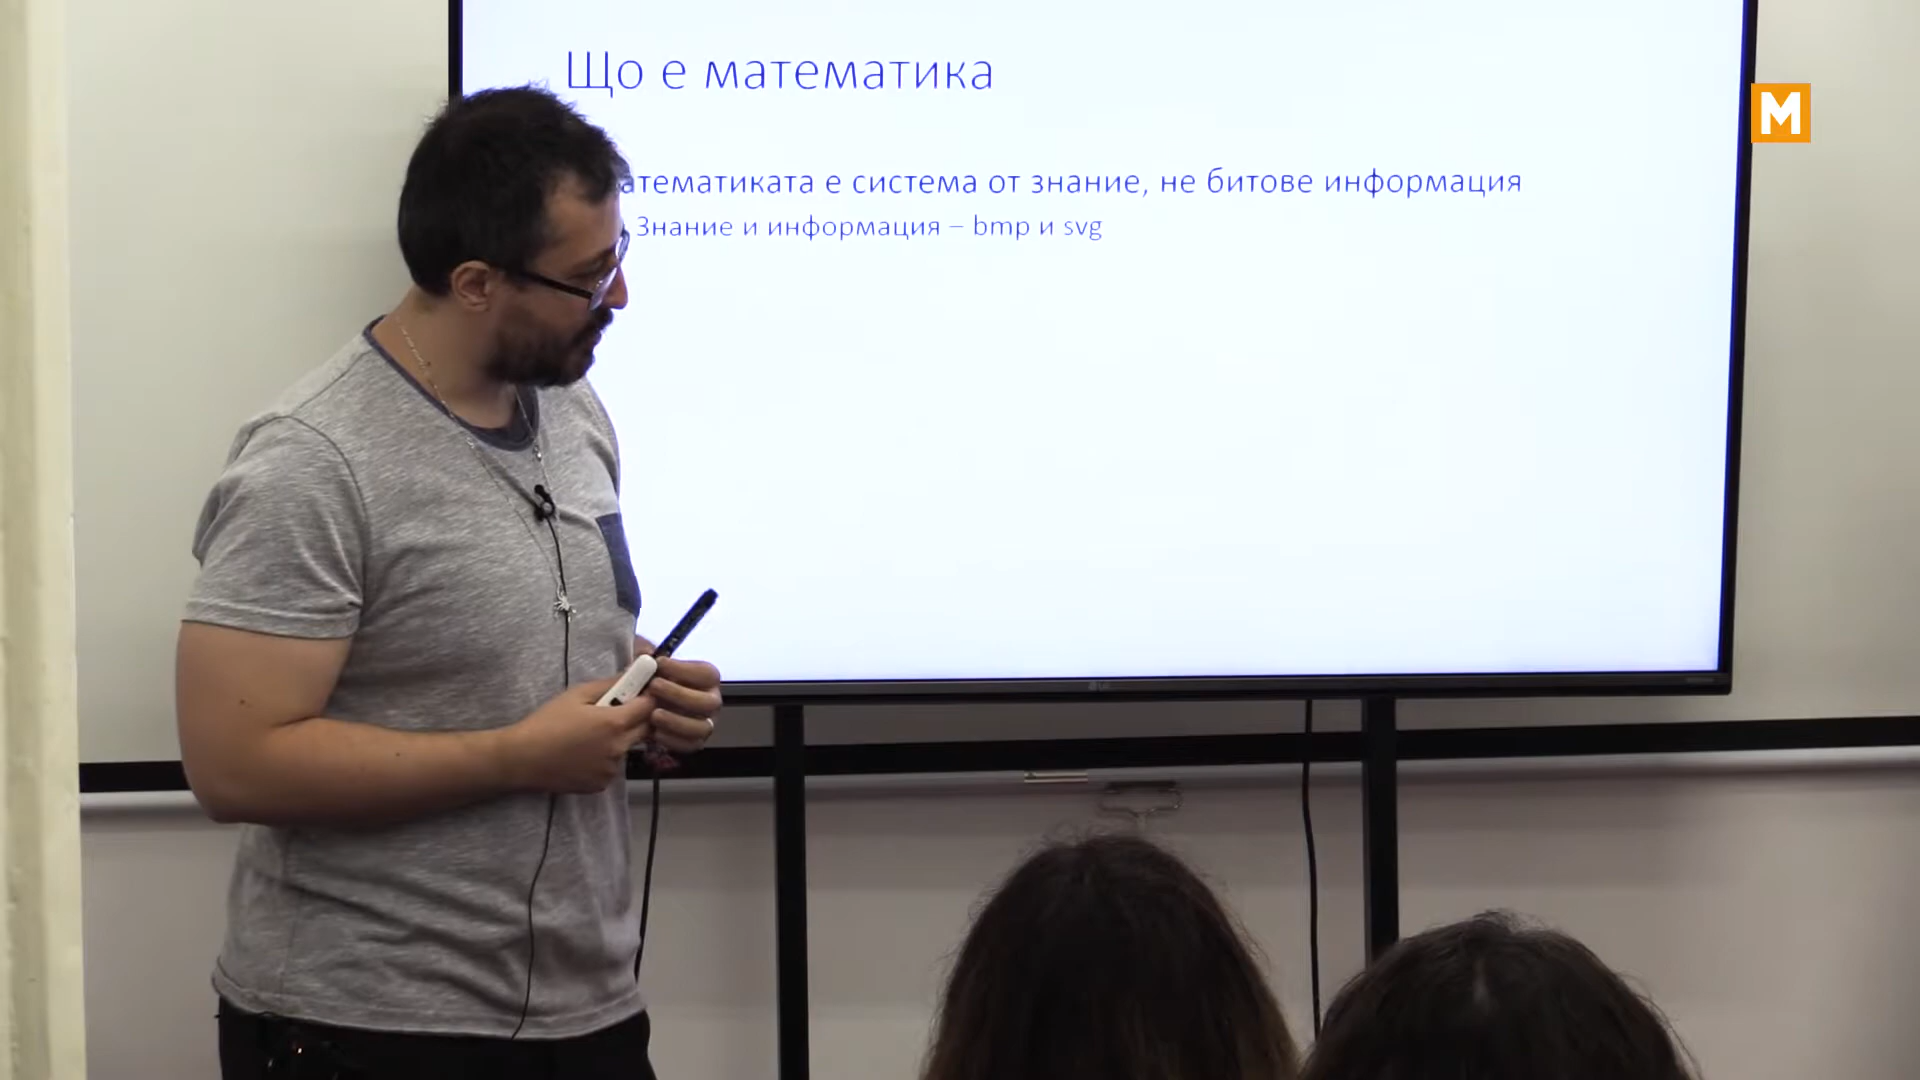 Що е математика
атематиката е система от знание, не битове информация
Знание и информация – bmp и svg
M